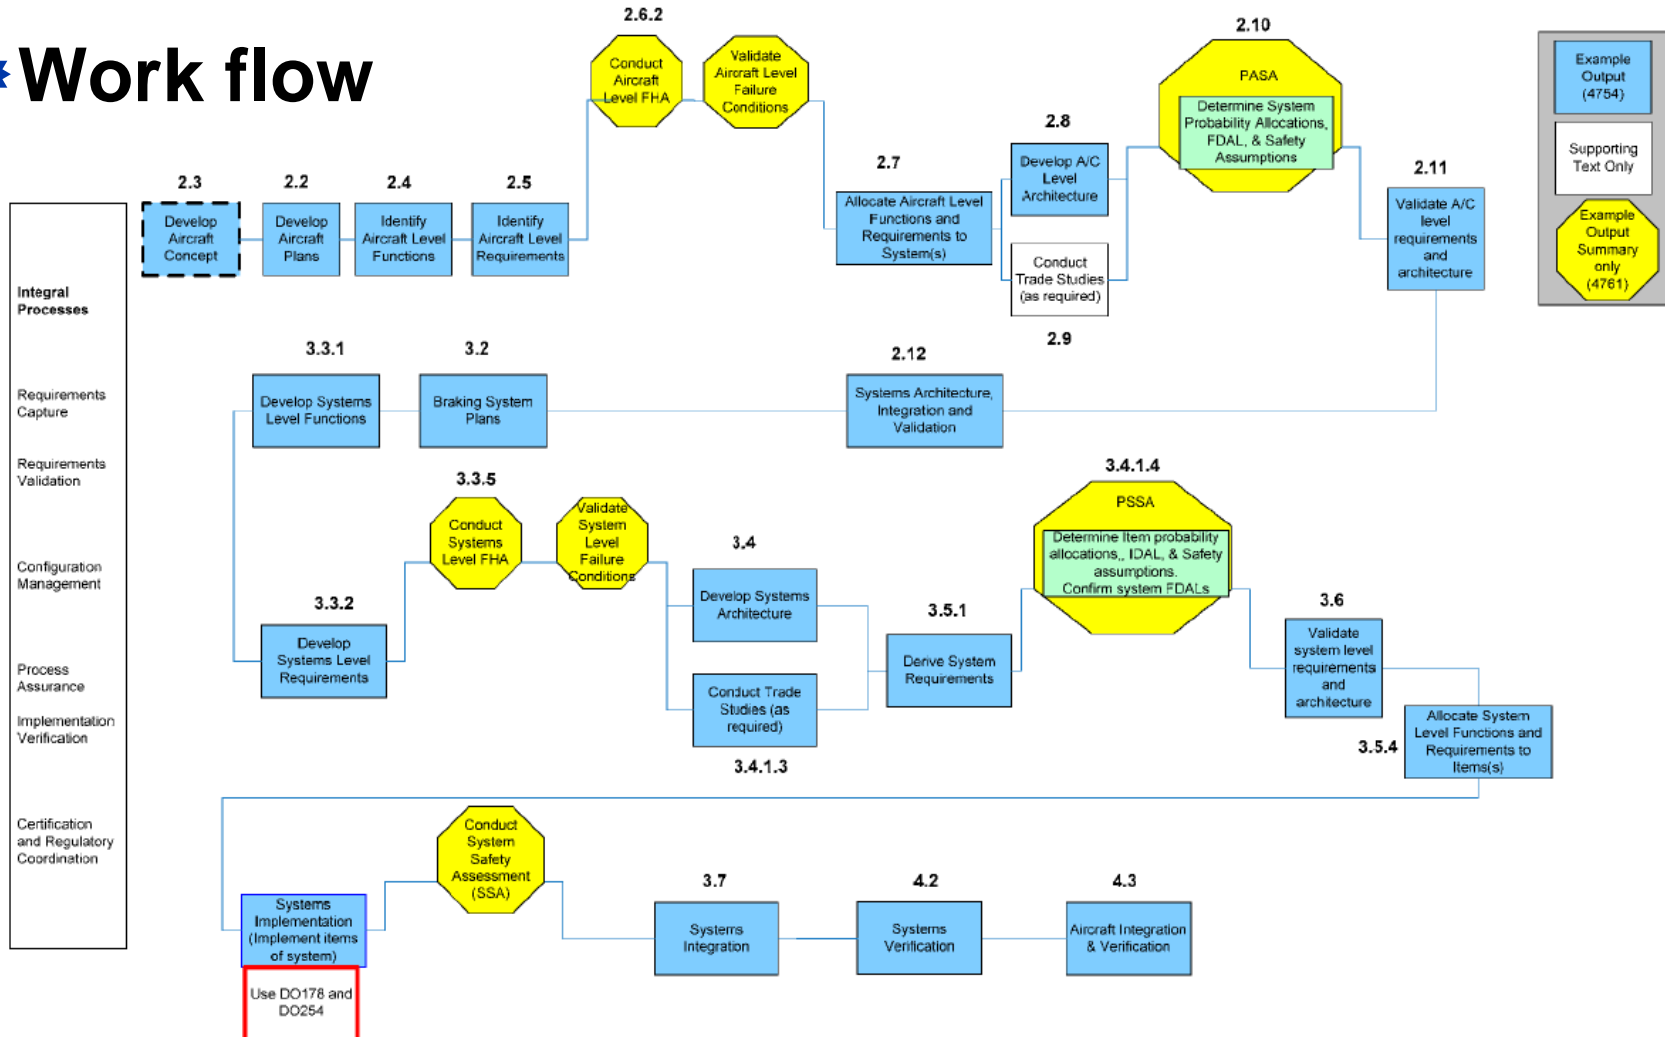 Work flow
2.6.2
Conduct
Aircraft
Level FHA
Validate
Aircraft Level
Failure
Conditions
2.10
PASA
Determine System
Probability Allocations,
FDAL, & Safety
Assumptions
Example
Output
(4754)
Supporting
Text Only
Example
Output
Summary
only
(4761)
2.3
Develop
Aircraft
Concept
2.2
Develop
Aircraft
Plans
2.4
Identify
Aircraft Level
Functions
2.5
Identify
Aircraft Level
Requirements
2.7
Allocate Aircraft Level
Functions and
Requirements to
System(s)
2.8
Develop A/C
Level
Architecture
Conduct
Trade Studies
(as required)
2.9
2.11
Validate A/C
level
requirements
and
architecture
Integral
Processes
Requirements
Capture
Requirements
Validation
Configuration
Management
Process
Assurance
Implementation
Verification
Certification
and Regulatory
Coordination
3.3.1
Develop Systems
Level Functions
3.2
Braking System
Plans
2.12
Systems Architecture,
Integration and
Validation
3.3.2
Develop
Systems Level
Requirements
3.3.5
Conduct
Systems
Level FHA
Validate
System
Level
Failure
Conditions
3.4
Develop Systems
Architecture
Conduct Trade
Studies (as
required)
3.4.1.3
3.5.1
Derive System
Requirements
3.4.1.4
PSSA
Determine Item probability
allocations,, IDAL, & Safety
assumptions.
Confirm system FDALs
3.6
Validate
system level
requirements
and
architecture
3.5.4
Allocate System
Level Functions and
Requirements to
Items(s)
Systems
Implementation
(Implement items
of system)
Use DO178 and
DO254
Conduct
System
Safety
Assessment
(SSA)
3.7
Systems
Integration
4.2
Systems
Verification
4.3
Aircraft Integration
& Verification